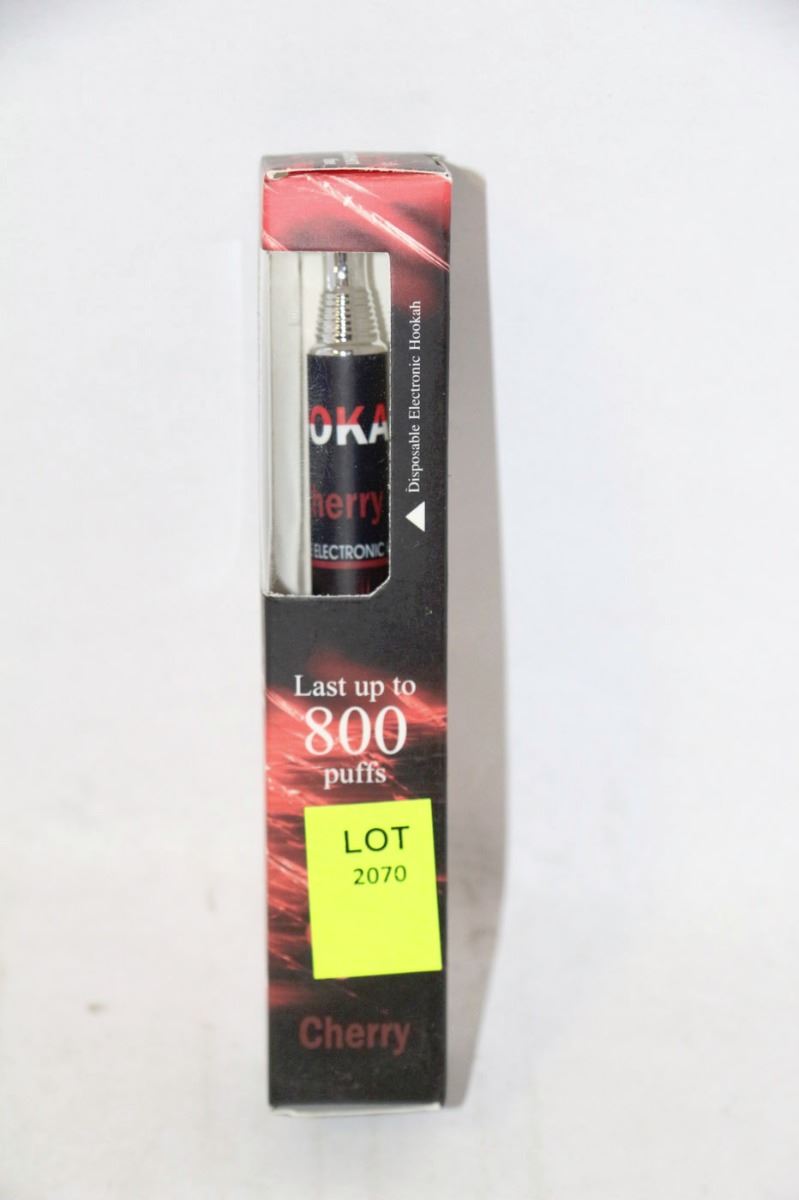 OKA
herry
ELECTRONIC
Disposable Electronic Hookah
Last up to
800
puffs
LOT
2070
Cherry